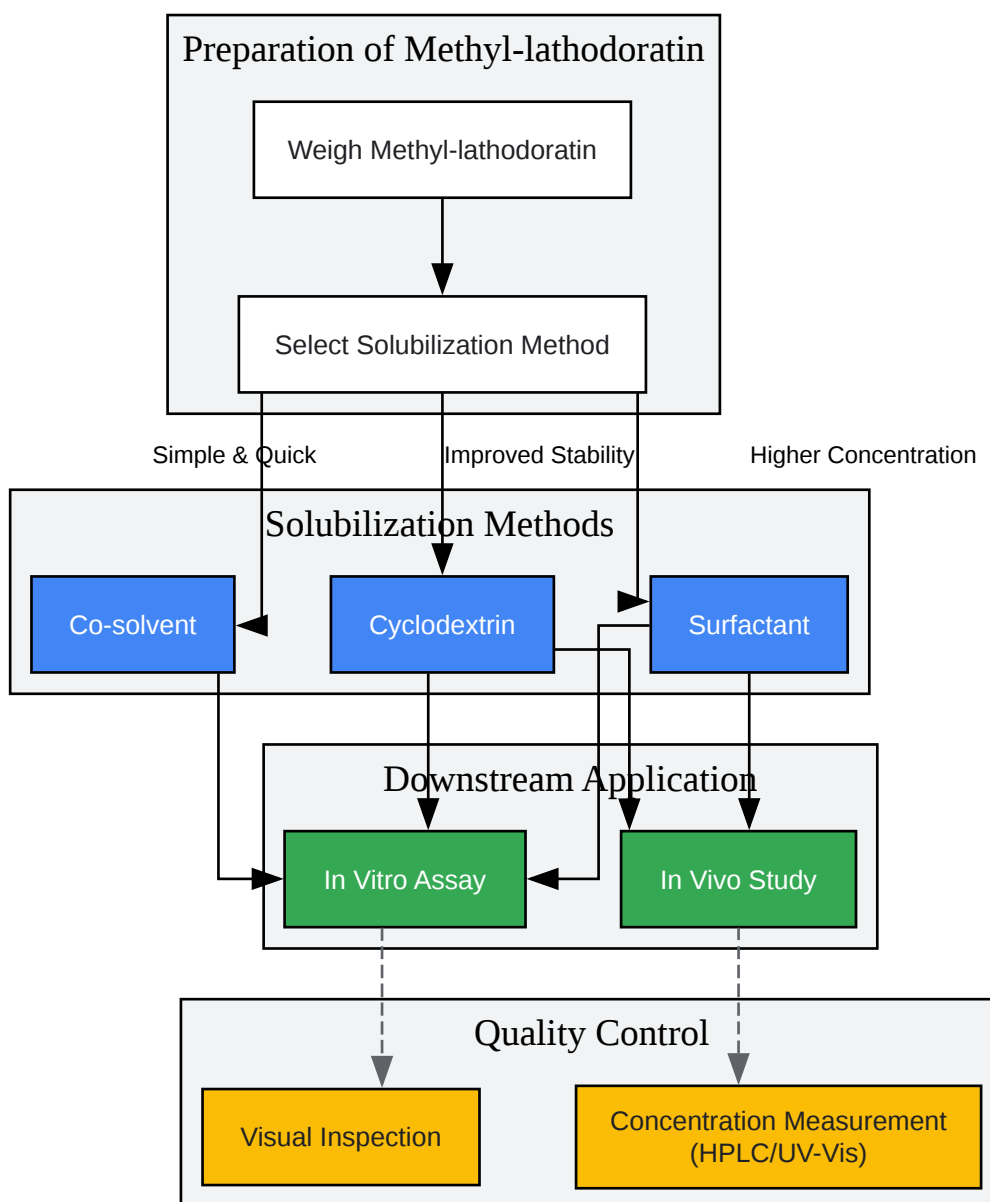 Preparation of Methyl-lathodoratin
Weigh Methyl-lathodoratin
Select Solubilization Method
Simple & Quick
Improved Stability
Higher Concentration
Solubilization Methods
Co-solvent
Cyclodextrin
Surfactant
Downstream Application
In Vitro Assay
In Vivo Study
Quality Control
Visual Inspection
Concentration Measurement
(HPLC/UV-Vis)